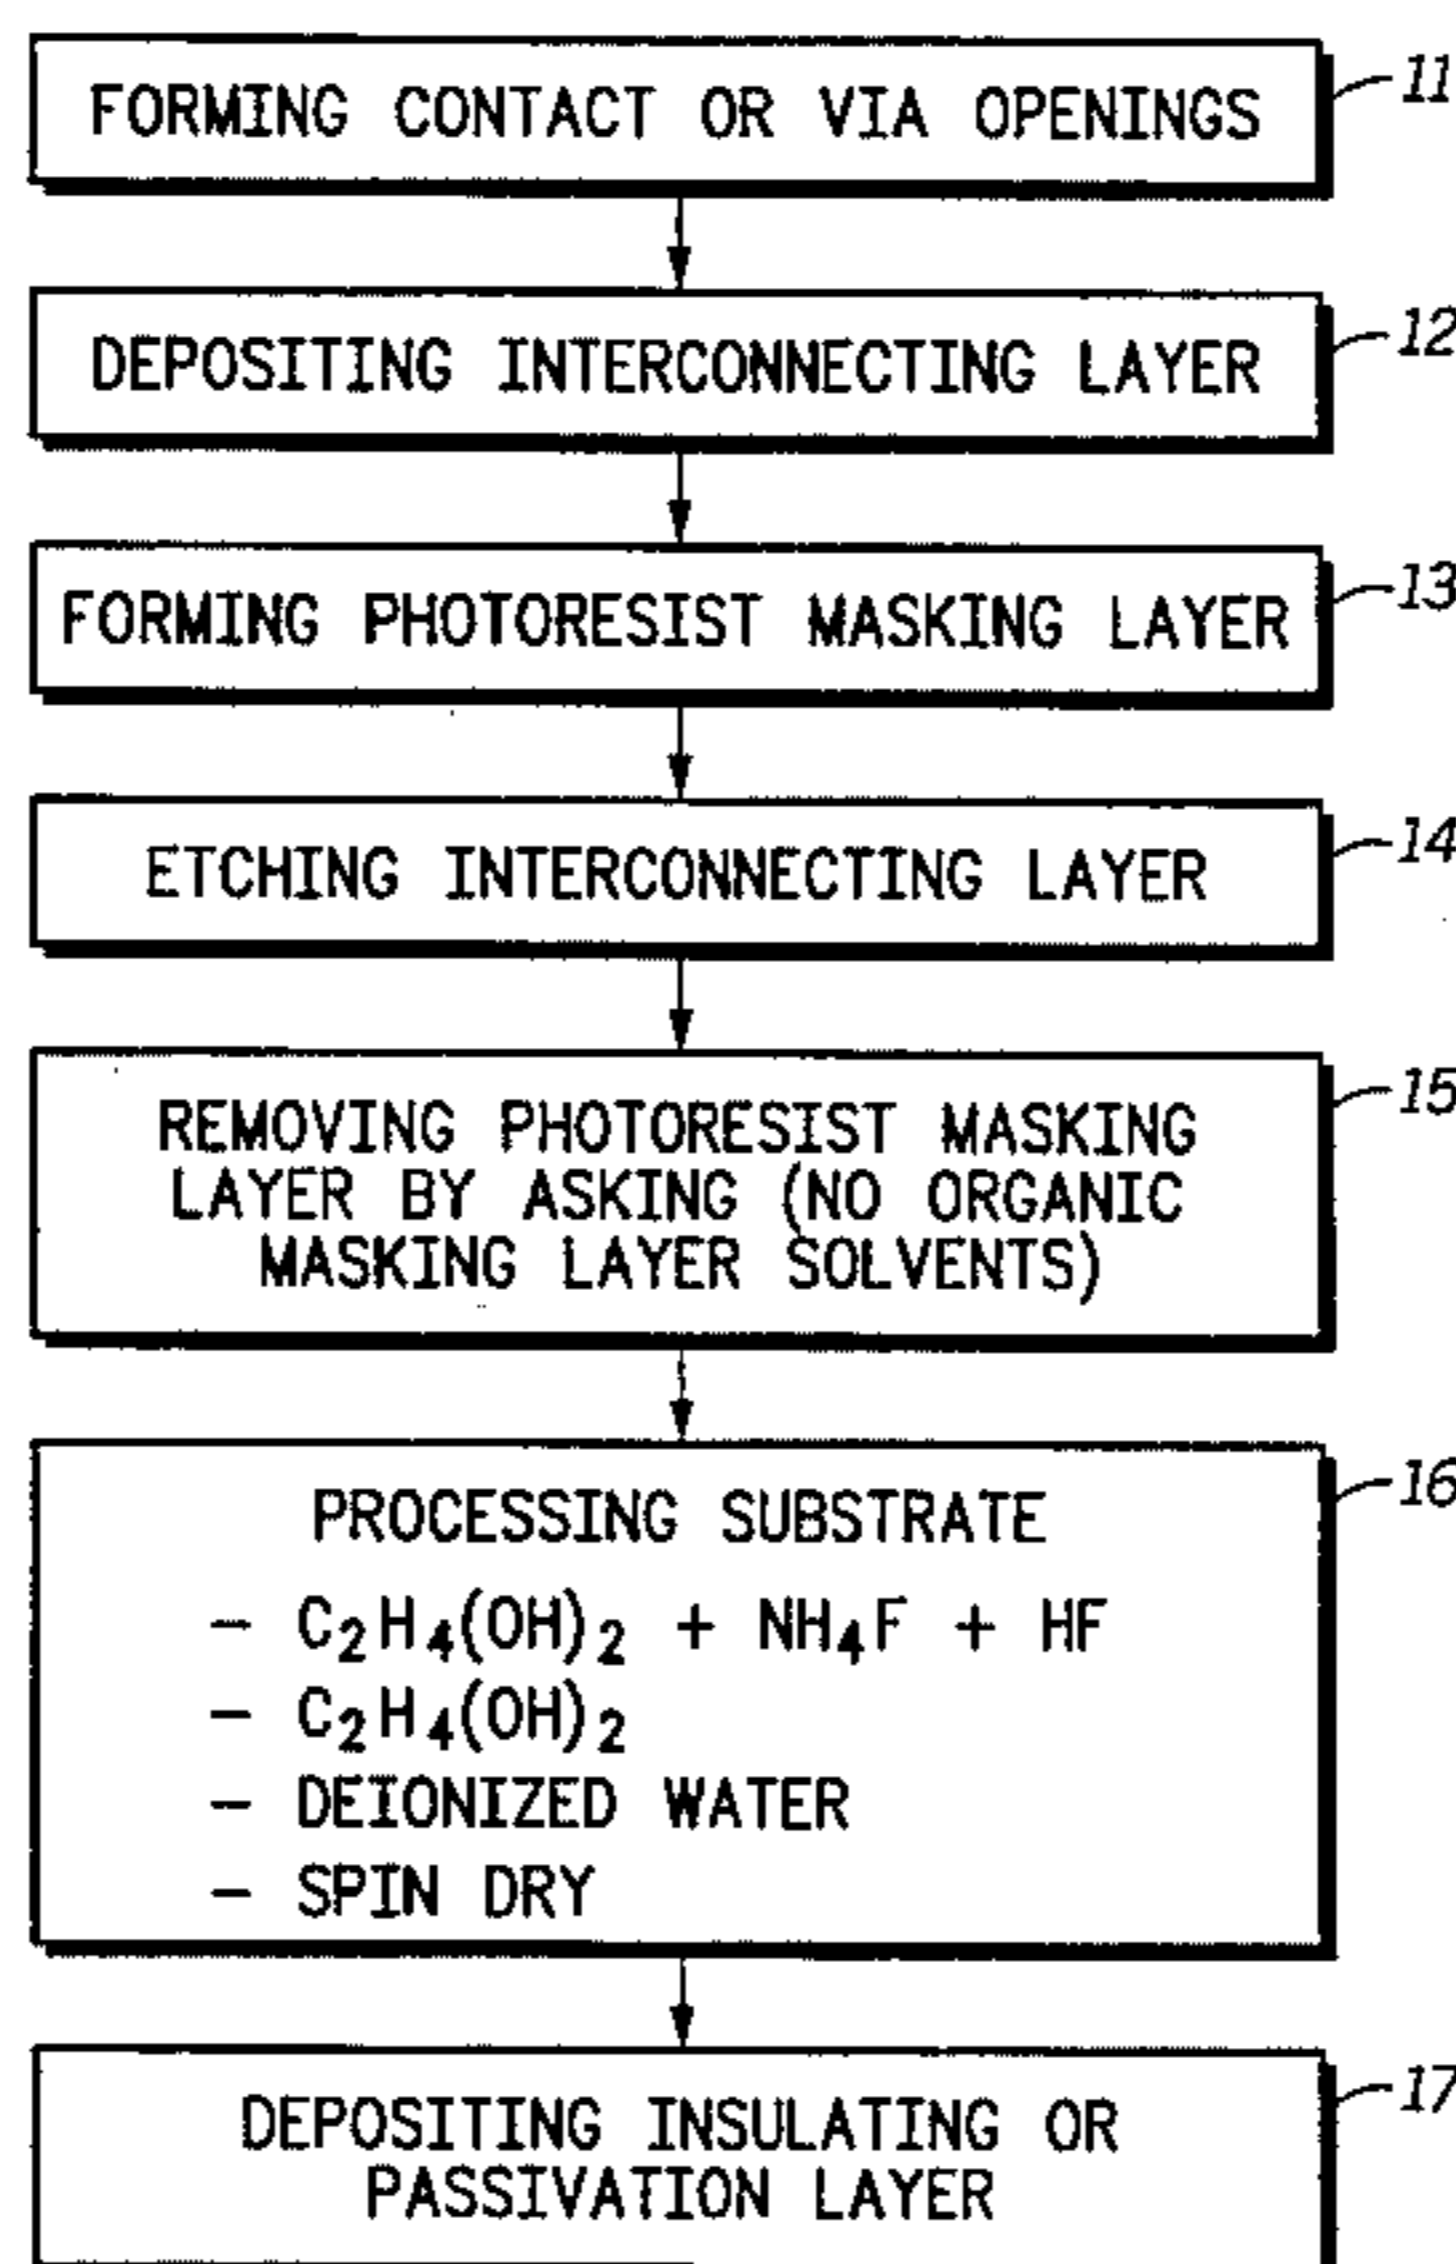 FORMING CONTACT OR VIA OPENINGS
11
DEPOSITING INTERCONNECTING LAYER
12
FORMING PHOTORESIST MASKING LAYER
13
ETCHING INTERCONNECTING LAYER
14
REMOVING PHOTORESIST MASKING
LAYER BY ASKING (NO ORGANIC
MASKING LAYER SOLVENTS)
15
PROCESSING SUBSTRATE
- C₂H₄(OH)₂ + NH₄F + HF
- C₂H₄(OH)₂
- DEIONIZED WATER
- SPIN DRY
16
DEPOSITING INSULATING OR
PASSIVATION LAYER
17